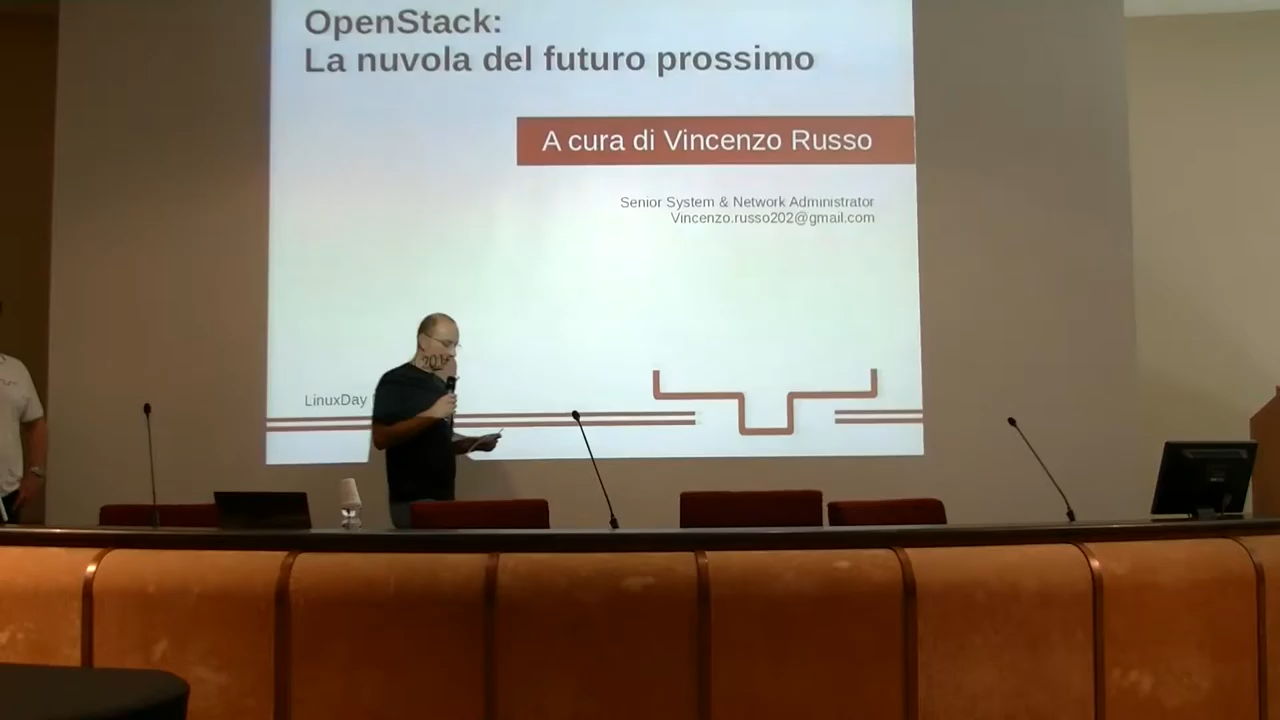 OpenStack:
La nuvola del futuro prossimo
A cura di Vincenzo Russo
Senior System & Network Administrator
Vincenzo.russo202@gmail.com
LinuxDay